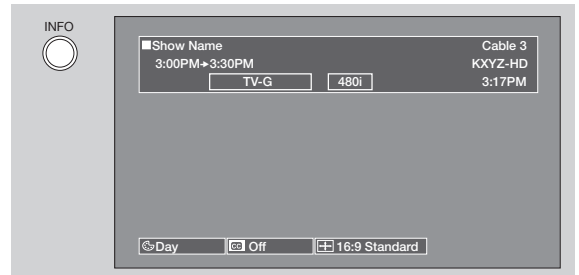 INFO
■Show Name Cable 3
3:00PM→3:30PM KXYZ-HD
TV-G 480i 3:17PM
Day CC Off 16:9 Standard